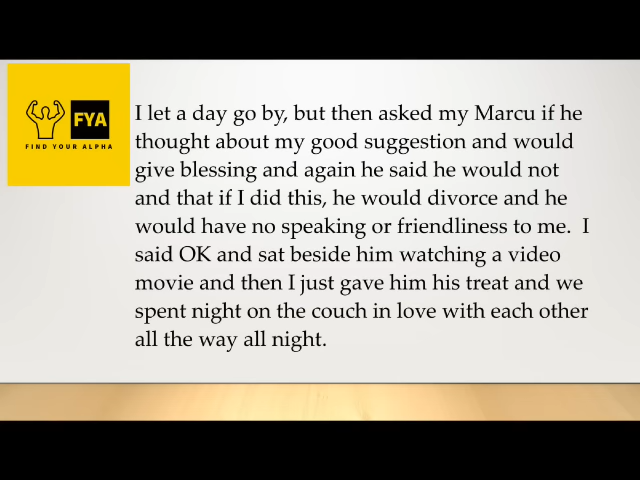 FYA
FIND YOUR ALPHA
I let a day go by, but then asked my Marcu if he
thought about my good suggestion and would
give blessing and again he said he would not
and that if I did this, he would divorce and he
would have no speaking or friendliness to me.  I
said OK and sat beside him watching a video
movie and then I just gave him his treat and we
spent night on the couch in love with each other
all the way all night.